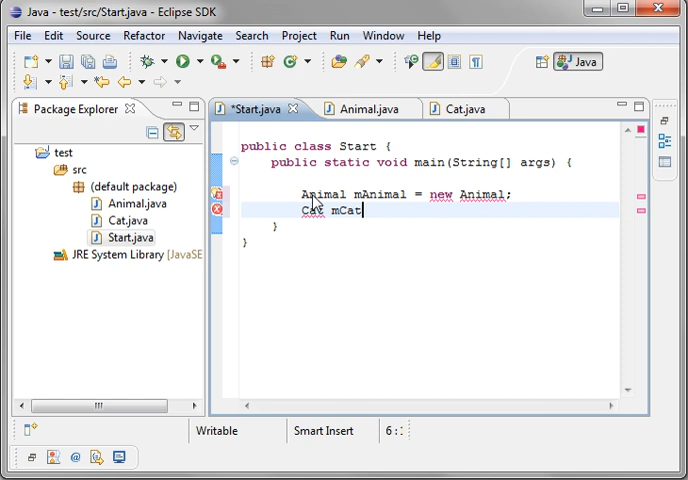 Java - test/src/Start.java - Eclipse SDK
File Edit Source Refactor Navigate Search Project Run Window Help
Java
Package Explorer
*Start.java Animal.java Cat.java
test
src
(default package)
Animal.java
Cat.java
Start.java
JRE System Library [JavaSE
public class Start {
public static void main(String[] args) {
Animal mAnimal = new Animal;
Cat mCat
}
}
Writable Smart Insert 6 :